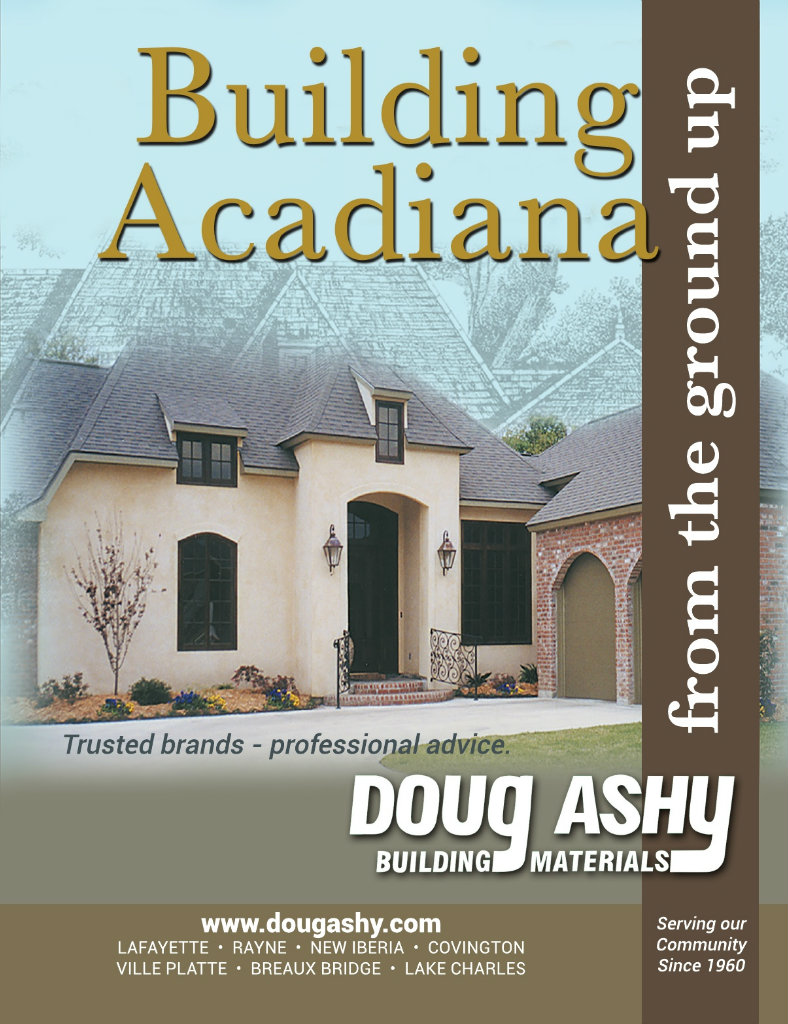 Building
Acadiana
from the ground up
Trusted brands - professional advice.
DOUG ASHY
BUILDING MATERIALS
www.dougashy.com
LAFAYETTE • RAYNE • NEW IBERIA • COVINGTON
VILLE PLATTE • BREAUX BRIDGE • LAKE CHARLES
Serving our
Community
Since 1960